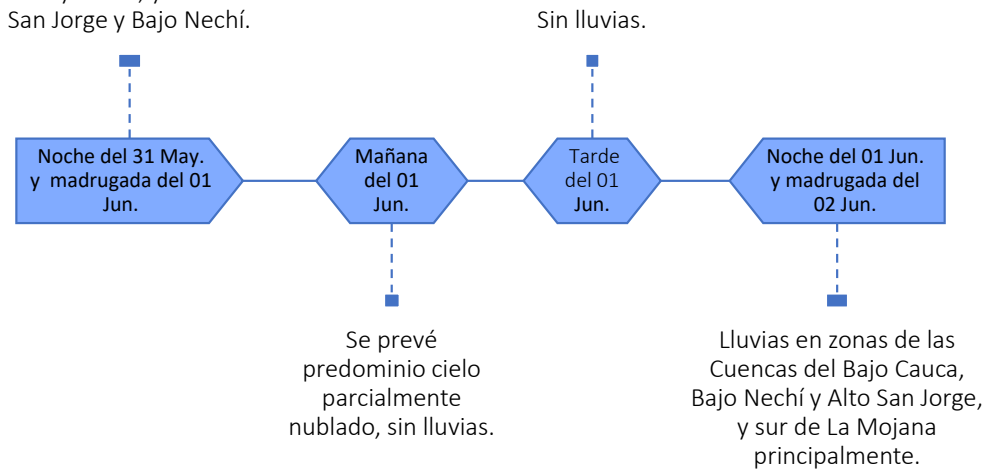 San Jorge y Bajo Nechí.
Sin lluvias.
Noche del 31 May.
y madrugada del 01
Jun.
Mañana
del 01
Jun.
Tarde
del 01
Jun.
Noche del 01 Jun.
y madrugada del
02 Jun.
Se prevé
predominio cielo
parcialmente
nublado, sin lluvias.
Lluvias en zonas de las
Cuencas del Bajo Cauca,
Bajo Nechí y Alto San Jorge,
y sur de La Mojana
principalmente.